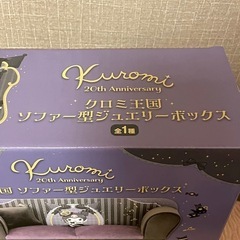 Kuromi
20th Anniversary
クロミ王国
ソファー型ジュエリーボックス
全1種
Kuromi
20th Anniversary
国 ソファー型ジュエリーボックス